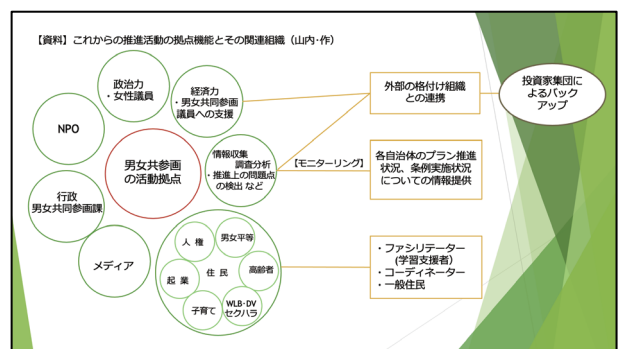 【資料】これからの推進活動の拠点機能とその関連組織（山内･作）
政治力
・女性議員
経済力
・男女共同参画
議員への支援
NPO
男女共参画
の活動拠点
情報収集
調査分析
・推進上の問題点
の検出 など
行政
男女共同参画課
メディア
人 権
男女平等
起 業
住 民
高齢者
子育て
WLB･DV
セクハラ
【モニターリング】
外部の格付け組織
との連携
投資家集団に
よるバック
アップ
各自治体のプラン推進
状況、条例実施状況
についての情報提供
・ファシリテーター
(学習支援者）
・コーディネーター
・一般住民